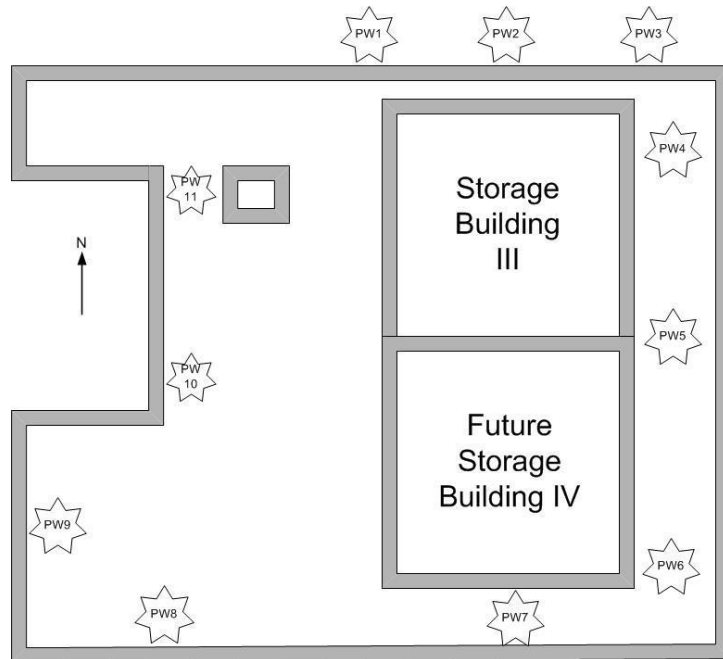 PW1
PW2
PW3
PW4
PW
11
Storage
Building
III
N
PW5
PW
10
Future
Storage
Building IV
PW9
PW6
PW8
PW7